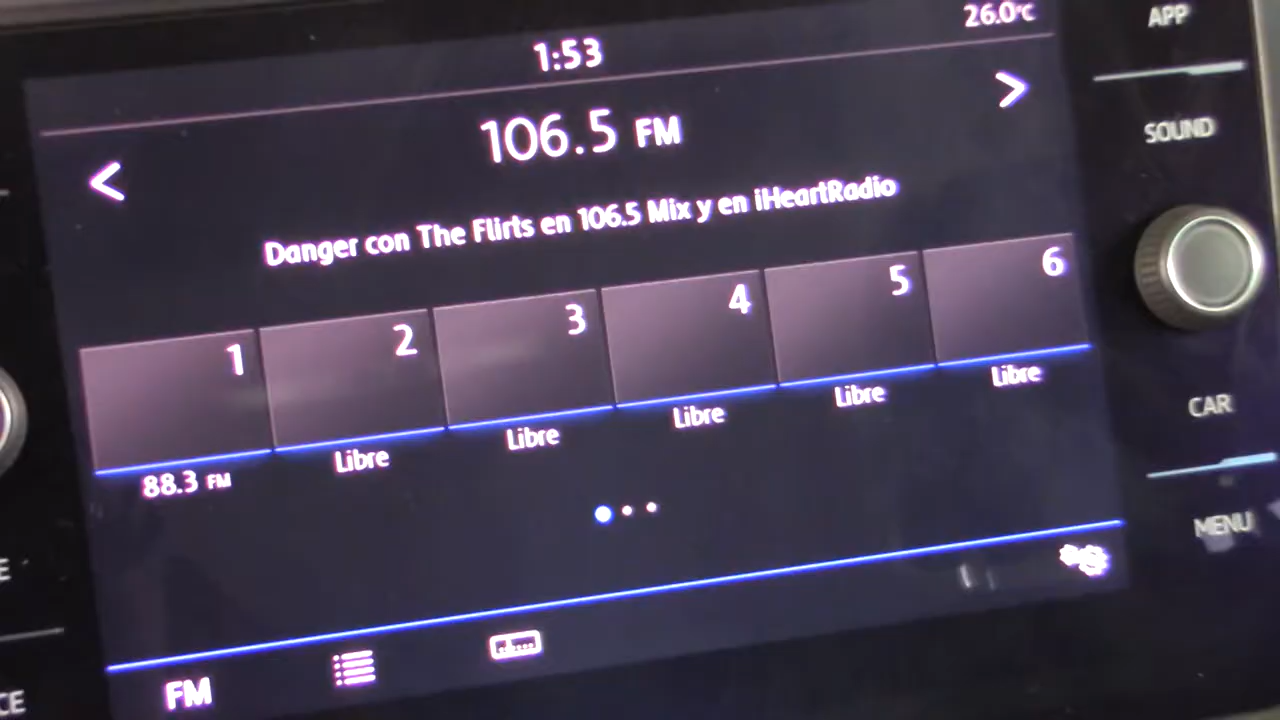 26.0°C
1:53
106.5 FM
Danger con The Flirts en 106.5 Mix y en iHeartRadio
1 2 3 4 5 6
88.3 FM Libre Libre Libre Libre Libre
FM
APP
SOUND
CAR
MENU